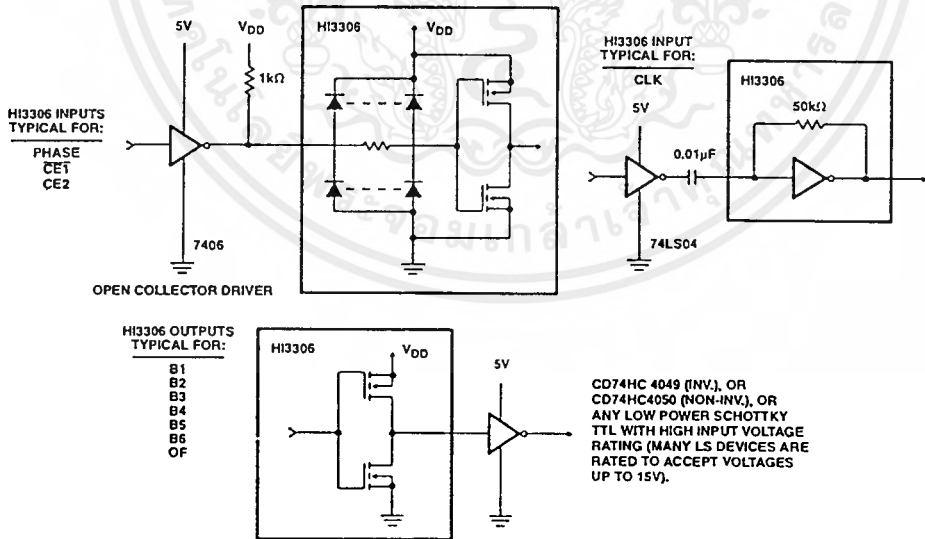 5V
VDD
HI3306
VDD
1kΩ
HI3306 INPUTS
TYPICAL FOR:
PHASE
CE1
CE2
7406
OPEN COLLECTOR DRIVER
HI3306 INPUT
TYPICAL FOR:
CLK
HI3306
5V
50kΩ
0.01µF
74LS04
HI3306 OUTPUTS
TYPICAL FOR:
B1
B2
B3
B4
B5
B6
OF
HI3306
VDD
5V
CD74HC 4049 (INV.), OR
CD74HC4050 (NON-INV.), OR
ANY LOW POWER SCHOTTKY
TTL WITH HIGH INPUT VOLTAGE
RATING (MANY LS DEVICES ARE
RATED TO ACCEPT VOLTAGES
UP TO 15V).